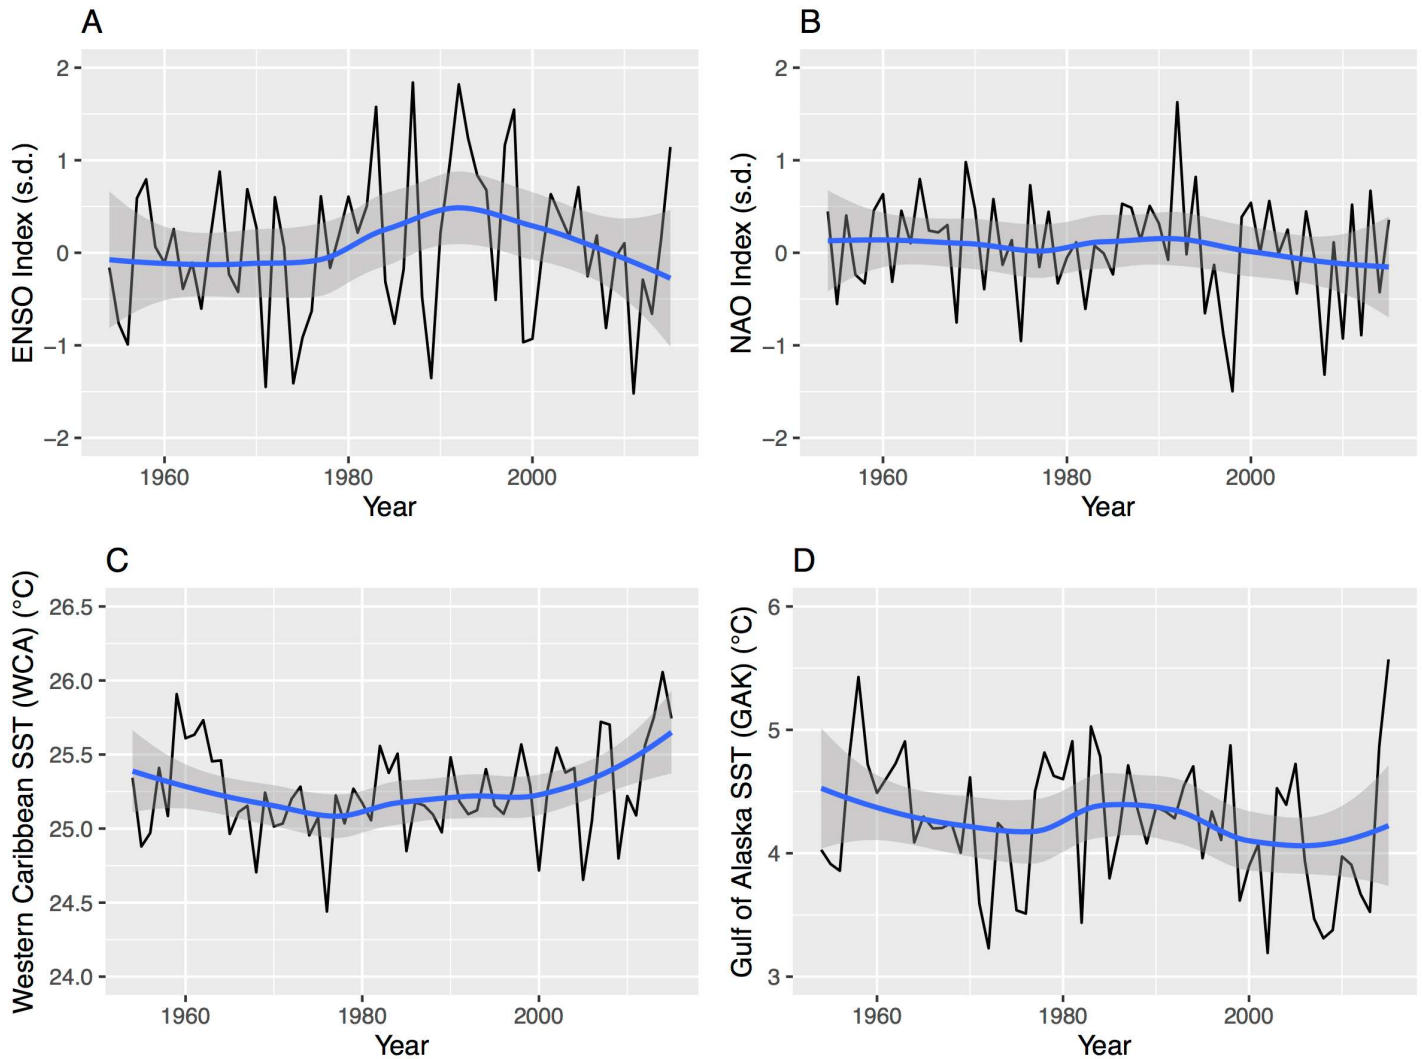 A
ENSO Index (s.d.)
2
1
0
−1
−2
1960 1980 2000
Year
B
NAO Index (s.d.)
2
1
0
−1
−2
1960 1980 2000
Year
C
Western Caribbean SST (WCA) (°C)
26.5
26.0
25.5
25.0
24.5
24.0
1960 1980 2000
Year
D
Gulf of Alaska SST (GAK) (°C)
6
5
4
3
1960 1980 2000
Year